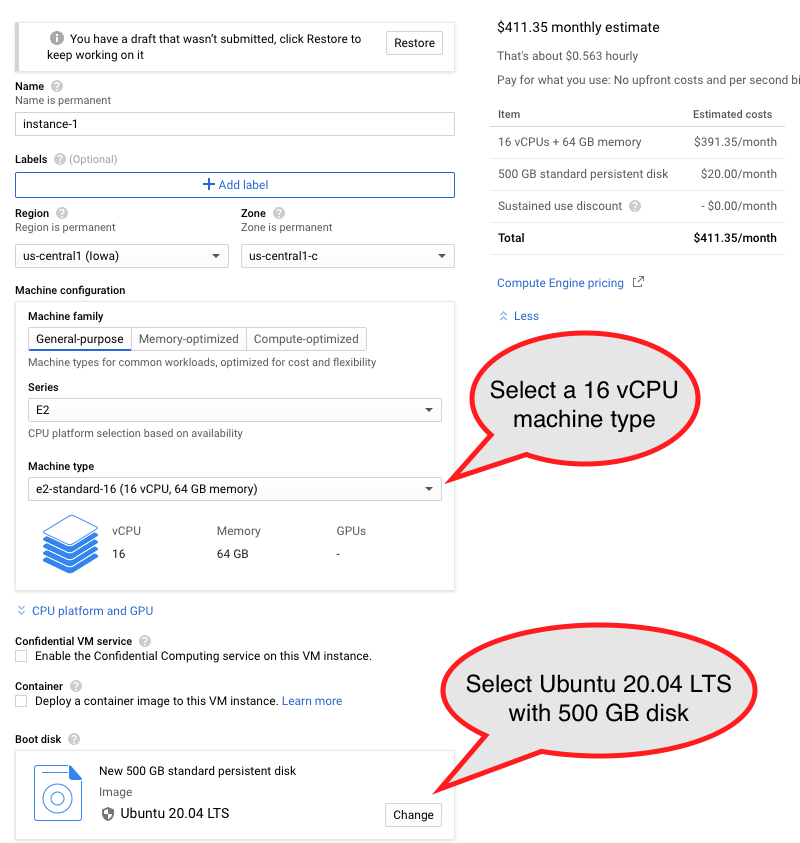 You have a draft that wasn't submitted, click Restore to
keep working on it
Restore
Name
Name is permanent
instance-1
Labels (Optional)
Add label
Region
Region is permanent
us-central1 (Iowa)
Zone
Zone is permanent
us-central1-c
Machine configuration
Machine family
General-purpose Memory-optimized Compute-optimized
Machine types for common workloads, optimized for cost and flexibility
Series
E2
CPU platform selection based on availability
Machine type
e2-standard-16 (16 vCPU, 64 GB memory)
vCPU Memory GPUs
16 64 GB -
CPU platform and GPU
Confidential VM service
Enable the Confidential Computing service on this VM instance.
Container
Deploy a container image to this VM instance. Learn more
Boot disk
New 500 GB standard persistent disk
Image
Ubuntu 20.04 LTS
Change
$411.35 monthly estimate
That's about $0.563 hourly
Pay for what you use: No upfront costs and per second bi
Item Estimated costs
16 vCPUs + 64 GB memory $391.35/month
500 GB standard persistent disk $20.00/month
Sustained use discount - $0.00/month
Total $411.35/month
Compute Engine pricing
Less
Select a 16 vCPU
machine type
Select Ubuntu 20.04 LTS
with 500 GB disk